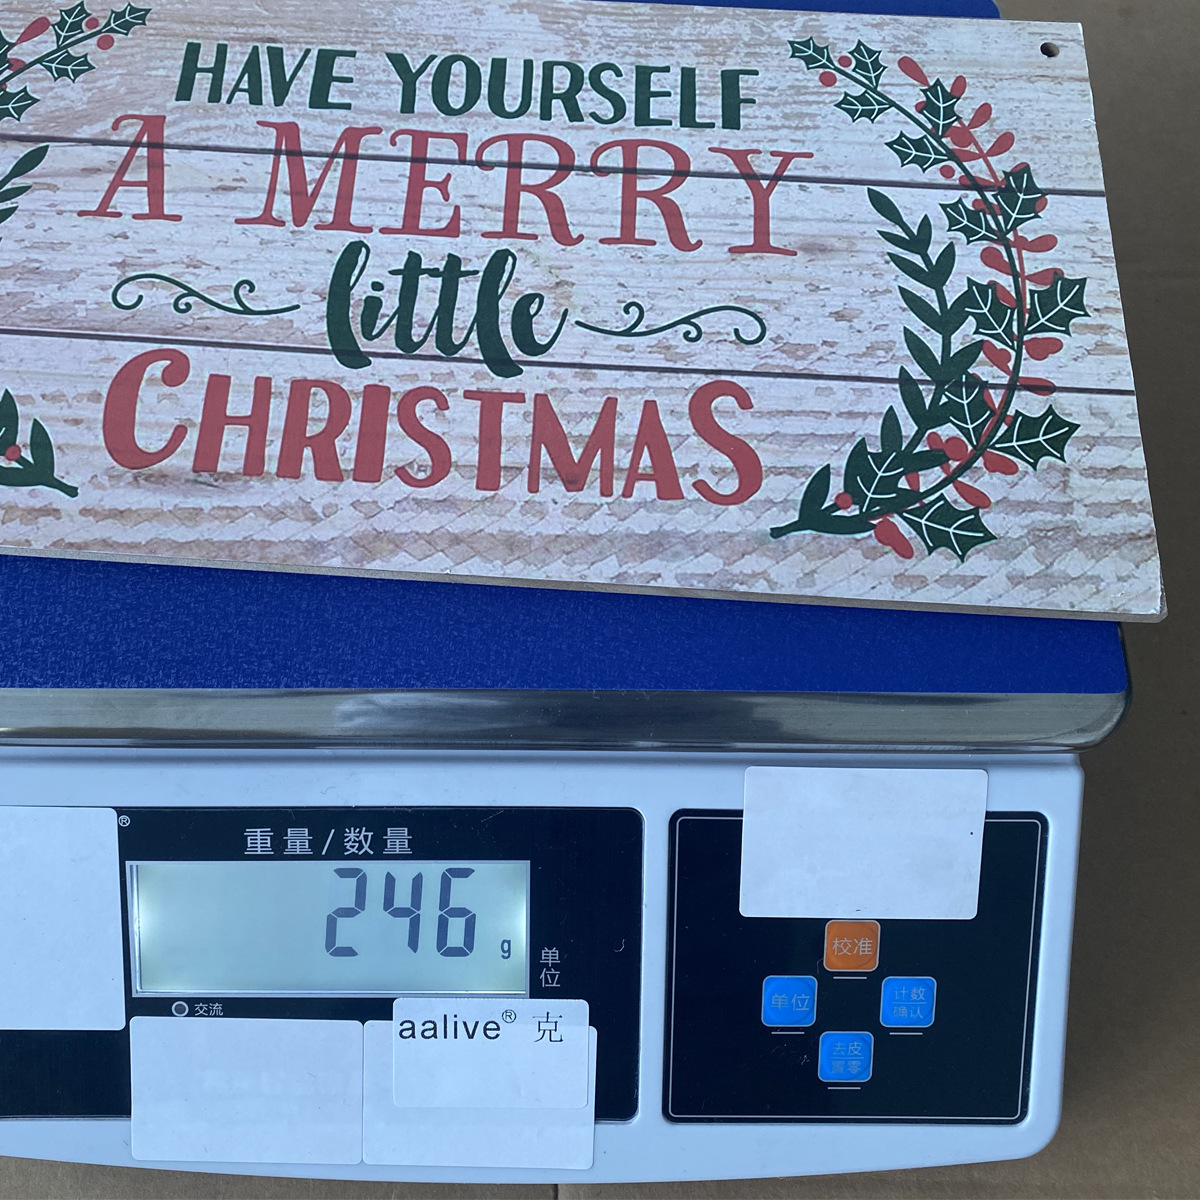 HAVE YOURSELF
A MERRY
little
CHRISTMAS
®
重量/数量
246 g
单位
交流
aalive® 克
校准
单位
计数
确认
去皮
置零